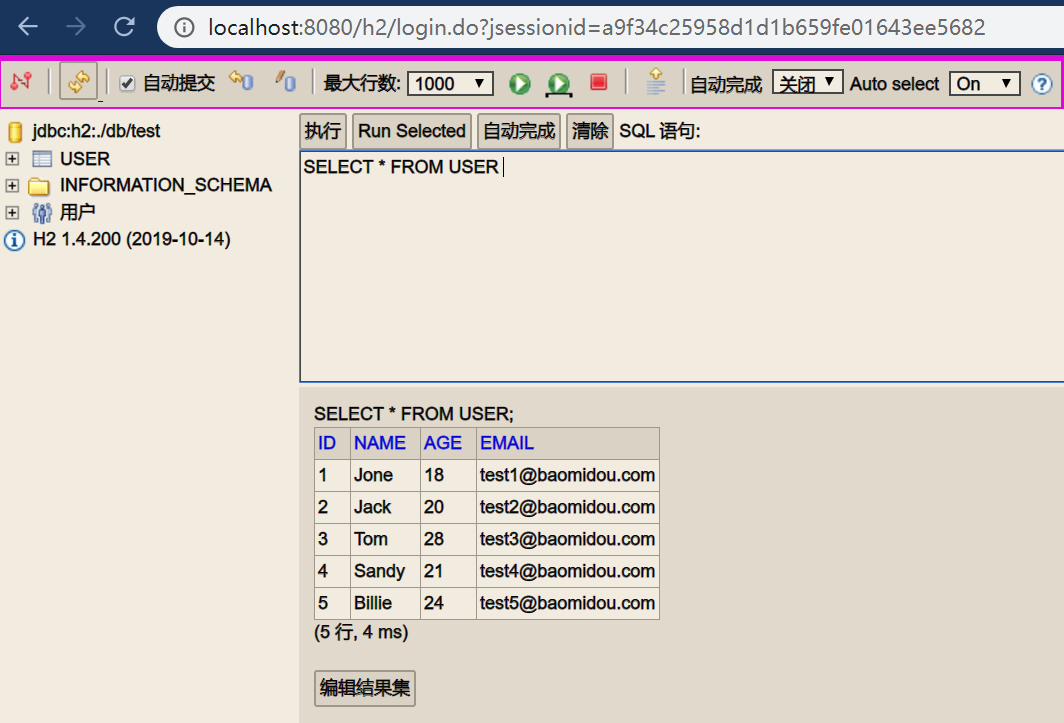 localhost:8080/h2/login.do?jsessionid=a9f34c25958d1d1b659fe01643ee5682
自动提交 最大行数: 1000 自动完成 关闭 Auto select On
jdbc:h2:./db/test
USER
INFORMATION_SCHEMA
用户
H2 1.4.200 (2019-10-14)
执行 Run Selected 自动完成 清除 SQL 语句:
SELECT * FROM USER
SELECT * FROM USER;
ID NAME AGE EMAIL
1 Jone 18 test1@baomidou.com
2 Jack 20 test2@baomidou.com
3 Tom 28 test3@baomidou.com
4 Sandy 21 test4@baomidou.com
5 Billie 24 test5@baomidou.com
(5 行, 4 ms)
编辑结果集